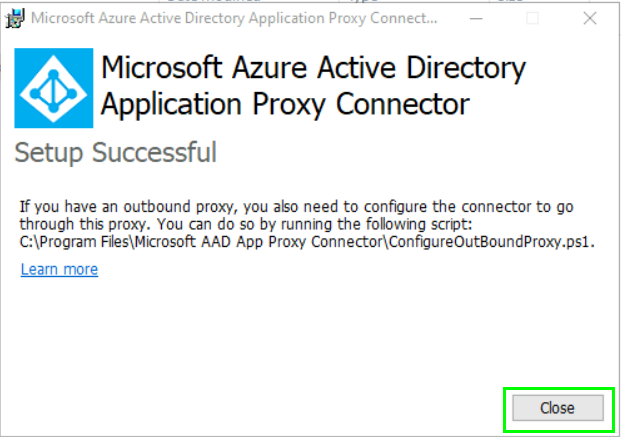 Microsoft Azure Active Directory Application Proxy Connect...
Microsoft Azure Active Directory
Application Proxy Connector
Setup Successful
If you have an outbound proxy, you also need to configure the connector to go
through this proxy. You can do so by running the following script:
C:\Program Files\Microsoft AAD App Proxy Connector\ConfigureOutBoundProxy.ps1.
Learn more
Close